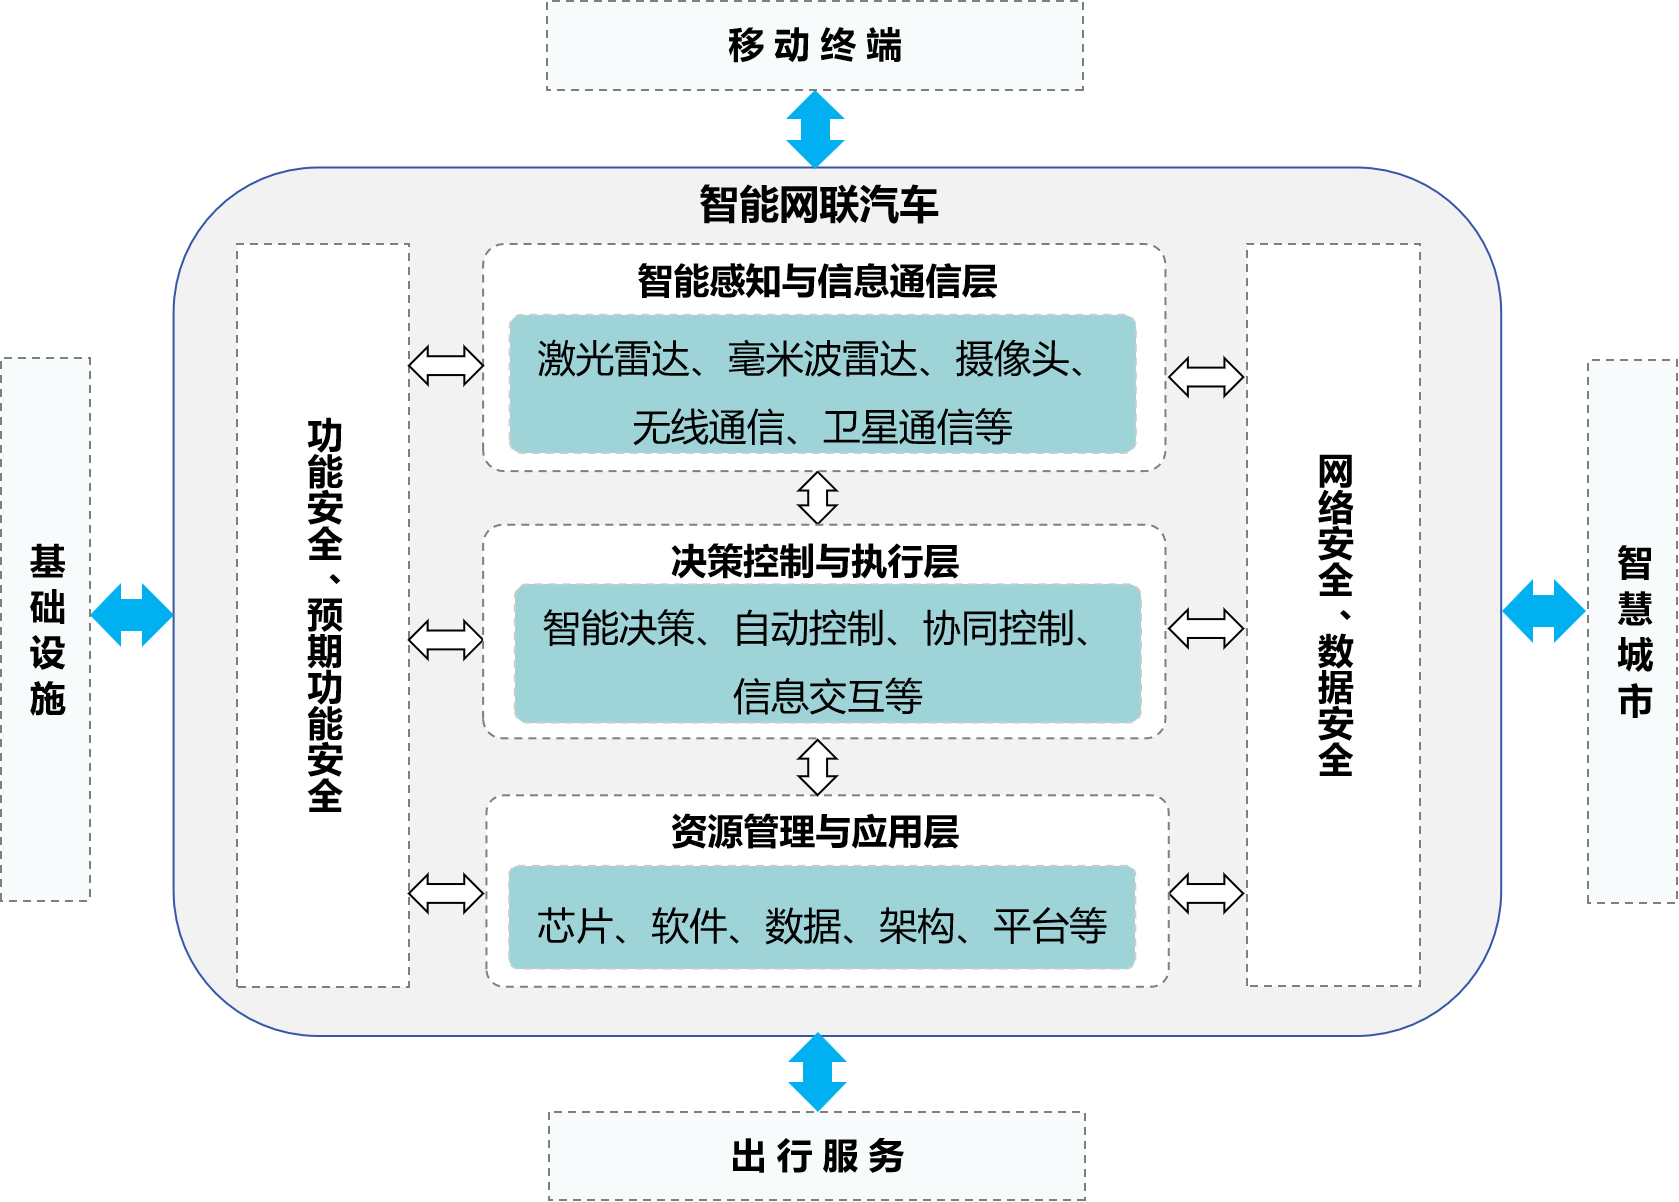 移动终端
智能网联汽车
智能感知与信息通信层
激光雷达、毫米波雷达、摄像头、
无线通信、卫星通信等
决策控制与执行层
智能决策、自动控制、协同控制、
信息交互等
资源管理与应用层
芯片、软件、数据、架构、平台等
功能安全、预期功能安全
网络安全、数据安全
基础设施
智慧城市
出行服务